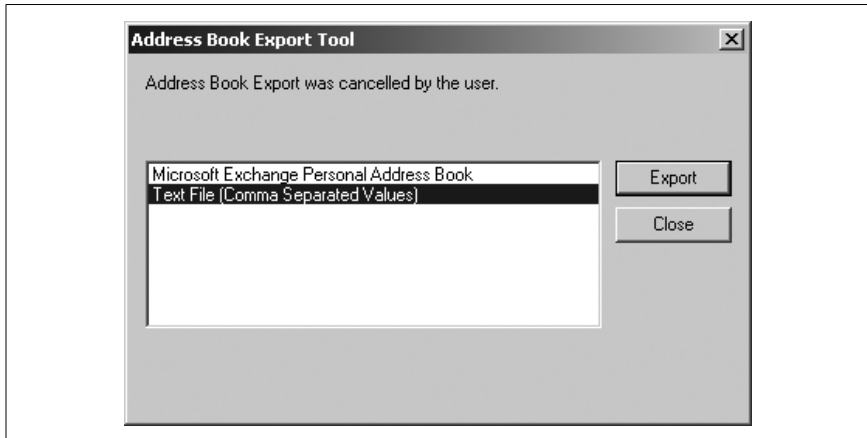 Address Book Export Tool
Address Book Export was cancelled by the user.
Microsoft Exchange Personal Address Book
Text File (Comma Separated Values)
Export
Close